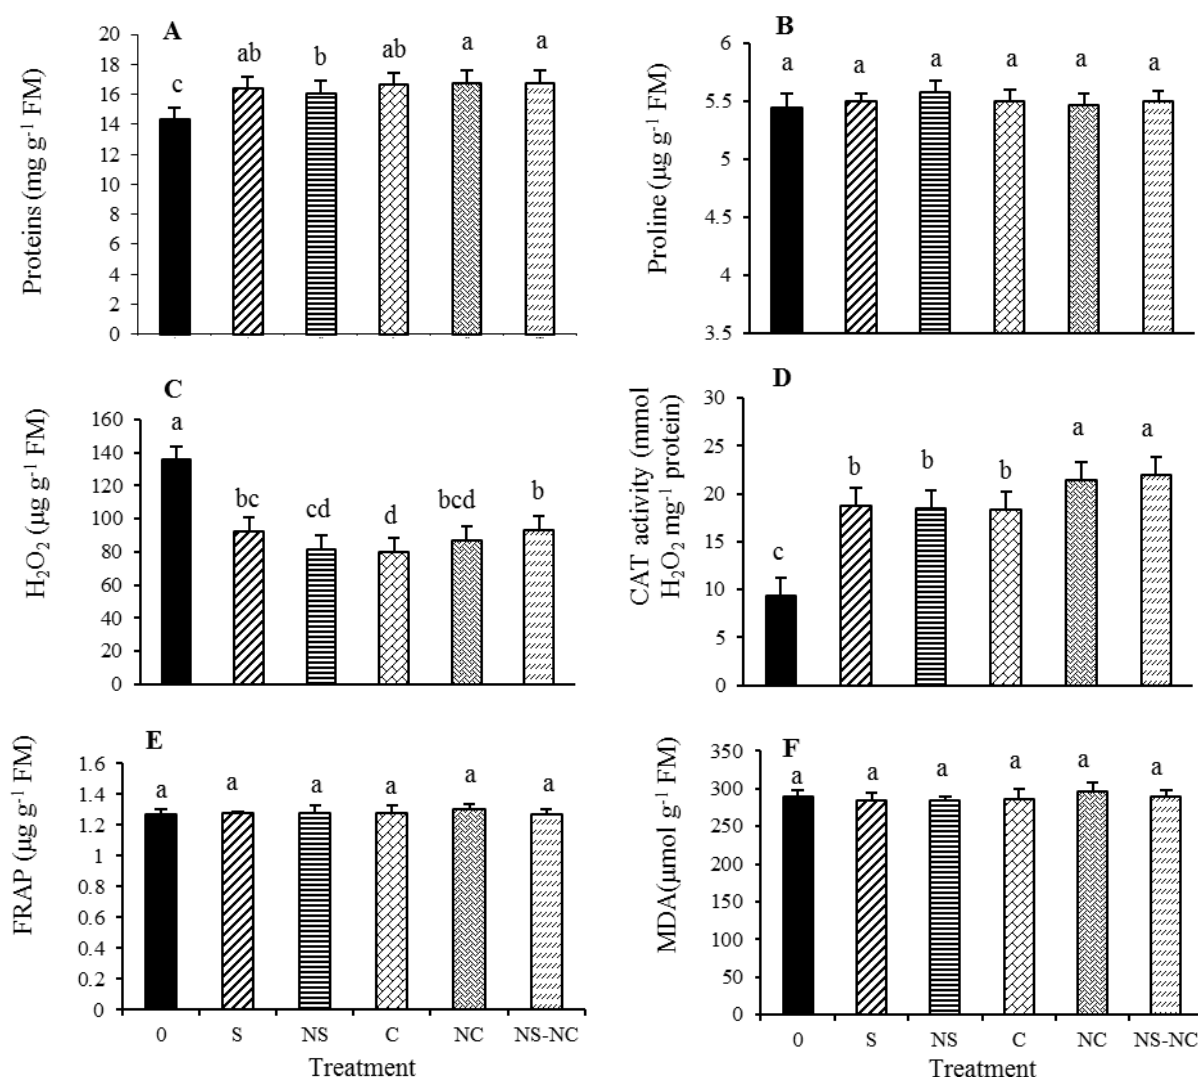 A
Proteins (mg g⁻¹ FM)
20
18
16
14
12
10
8
6
4
2
0
c
ab
b
ab
a
a
B
Proline (µg g⁻¹ FM)
6
5.5
5
4.5
4
3.5
a
a
a
a
a
a
C
H₂O₂ (µg g⁻¹ FM)
160
140
120
100
80
60
40
20
0
a
bc
cd
d
bcd
b
D
CAT activity (mmol
H₂O₂ mg⁻¹ protein)
30
25
20
15
10
5
0
c
b
b
b
a
a
E
FRAP (µg g⁻¹ FM)
1.6
1.4
1.2
1
0.8
0.6
0.4
0.2
0
a
a
a
a
a
a
0 S NS C NC NS-NC
Treatment
F
MDA(µmol g⁻¹ FM)
350
300
250
200
150
100
50
0
a
a
a
a
a
a
0 S NS C NC NS-NC
Treatment